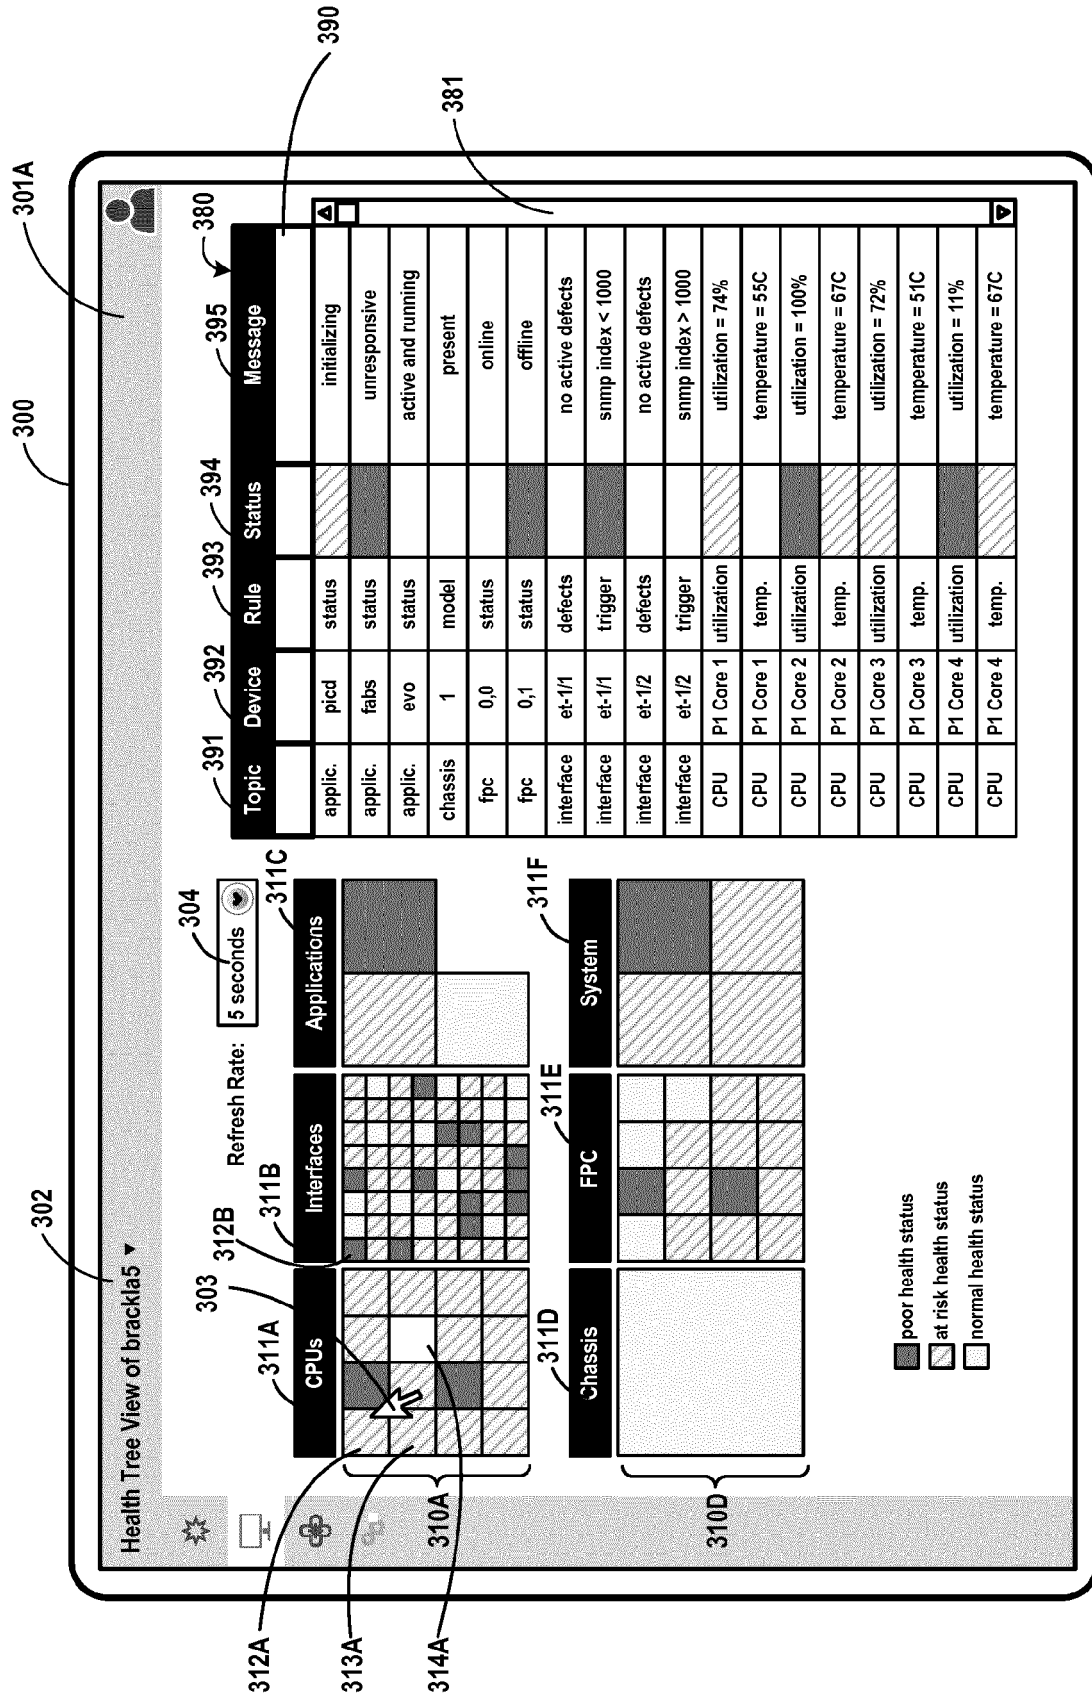 300
301A
302
Health Tree View of brackla5 ▼
Refresh Rate:
5 seconds
304
303
312B
311A
311B
311C
CPUs
Interfaces
Applications
312A
313A
314A
310A
311D
311E
311F
Chassis
FPC
System
310D
poor health status
at risk health status
normal health status
391
392
393
394
395
380
390
381
Topic Device Rule Status Message
applic. picd status initializing
applic. fabs status unresponsive
applic. evo status active and running
chassis 1 model present
fpc 0,0 status online
fpc 0,1 status offline
interface et-1/1 defects no active defects
interface et-1/1 trigger snmp index < 1000
interface et-1/2 defects no active defects
interface et-1/2 trigger snmp index > 1000
CPU P1 Core 1 utilization utilization = 74%
CPU P1 Core 1 temp. temperature = 55C
CPU P1 Core 2 utilization utilization = 100%
CPU P1 Core 2 temp. temperature = 67C
CPU P1 Core 3 utilization utilization = 72%
CPU P1 Core 3 temp. temperature = 51C
CPU P1 Core 4 utilization utilization = 11%
CPU P1 Core 4 temp. temperature = 67C